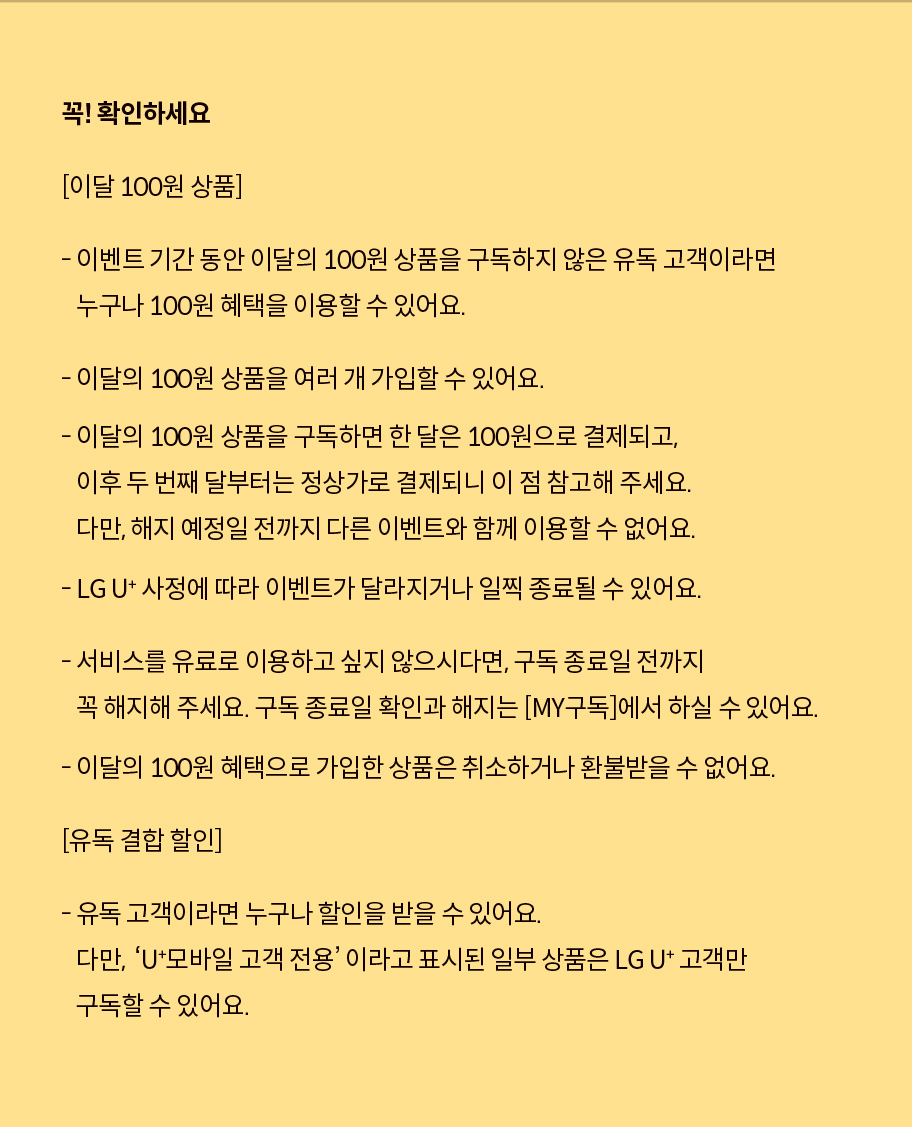 꼭! 확인하세요
[이달 100원 상품]
- 이벤트 기간 동안 이달의 100원 상품을 구독하지 않은 유독 고객이라면
누구나 100원 혜택을 이용할 수 있어요.
- 이달의 100원 상품을 여러 개 가입할 수 있어요.
- 이달의 100원 상품을 구독하면 한 달은 100원으로 결제되고,
이후 두 번째 달부터는 정상가로 결제되니 이 점 참고해 주세요.
다만, 해지 예정일 전까지 다른 이벤트와 함께 이용할 수 없어요.
- LG U⁺ 사정에 따라 이벤트가 달라지거나 일찍 종료될 수 있어요.
- 서비스를 유료로 이용하고 싶지 않으시다면, 구독 종료일 전까지
꼭 해지해 주세요. 구독 종료일 확인과 해지는 [MY구독]에서 하실 수 있어요.
- 이달의 100원 혜택으로 가입한 상품은 취소하거나 환불받을 수 없어요.
[유독 결합 할인]
- 유독 고객이라면 누구나 할인을 받을 수 있어요.
다만, ‘U⁺모바일 고객 전용’ 이라고 표시된 일부 상품은 LG U⁺ 고객만
구독할 수 있어요.